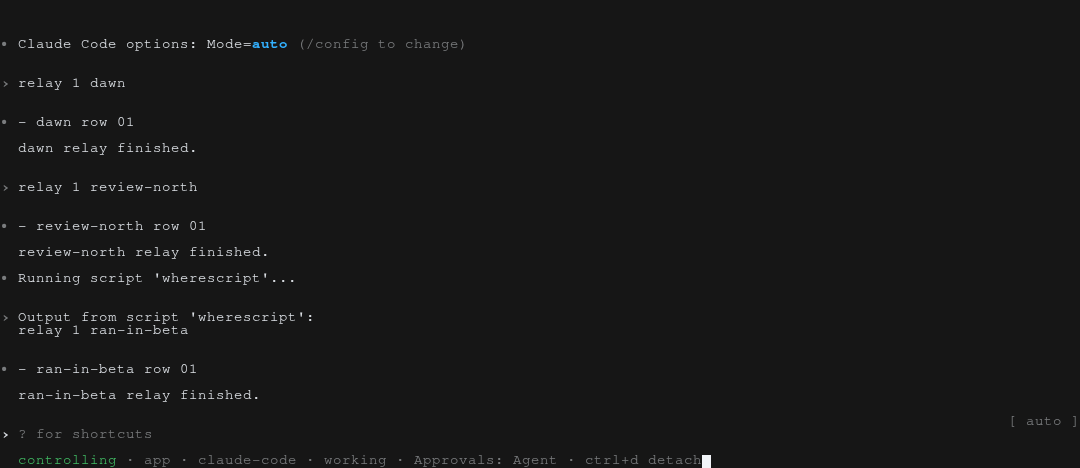 • Claude Code options: Mode=auto (/config to change)
› relay 1 dawn
• - dawn row 01
dawn relay finished.
› relay 1 review-north
• - review-north row 01
review-north relay finished.
• Running script 'wherescript'...
› Output from script 'wherescript':
relay 1 ran-in-beta
• - ran-in-beta row 01
ran-in-beta relay finished.
[ auto ]
› ? for shortcuts
controlling · app · claude-code · working · Approvals: Agent · ctrl+d detach